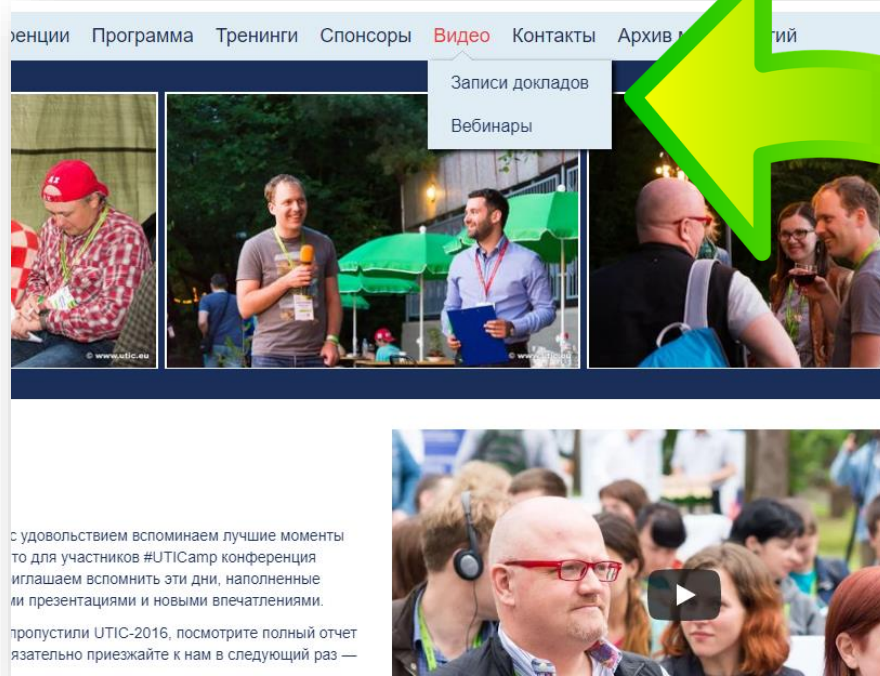 ренции Программа Тренинги Спонсоры Видео Контакты Архив м тий
Записи докладов
Вебинары
© www.utic.eu
© www.utic.eu
с удовольствием вспоминаем лучшие моменты
то для участников #UTICamp конференция
иглашаем вспомнить эти дни, наполненные
ми презентациями и новыми впечатлениями.
пропустили UTIC-2016, посмотрите полный отчет
язательно приезжайте к нам в следующий раз —